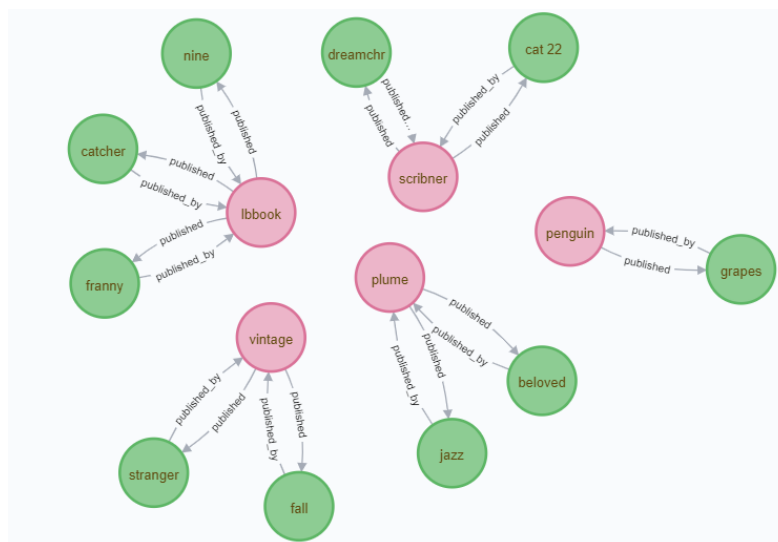 nine
published_by
published
catcher
published
published_by
lbbook
published
published_by
franny
dreamchr
published...
published
cat 22
published_by
published
scribner
penguin
published_by
published
grapes
plume
published
published_by
published
published_by
beloved
jazz
vintage
published_by
published
published
published_by
stranger
fall